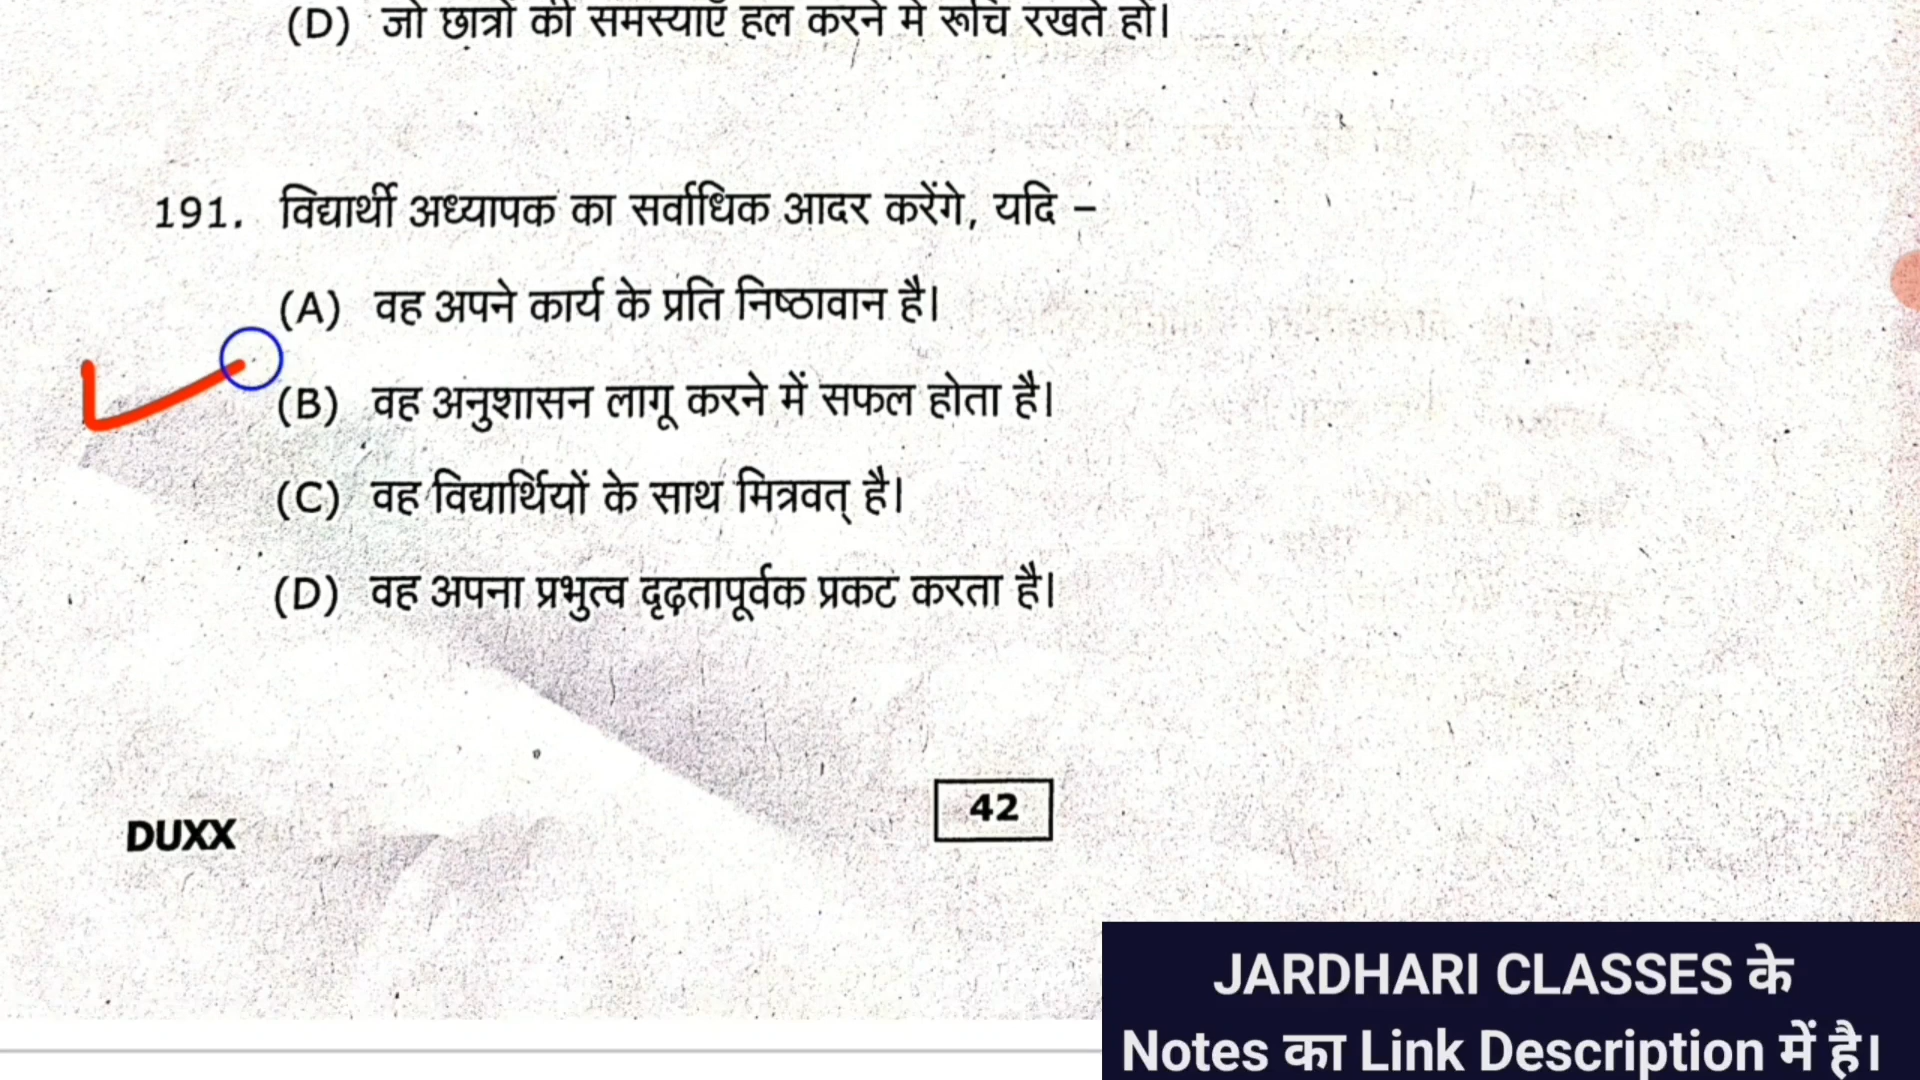 (D) जो छात्रों की समस्याएँ हल करने में रूचि रखते हों।
191. विद्यार्थी अध्यापक का सर्वाधिक आदर करेंगे, यदि –
(A) वह अपने कार्य के प्रति निष्ठावान है।
(B) वह अनुशासन लागू करने में सफल होता है।
(C) वह विद्यार्थियों के साथ मित्रवत् है।
(D) वह अपना प्रभुत्व दृढ़तापूर्वक प्रकट करता है।
DUXX
42
JARDHARI CLASSES के
Notes का Link Description में है।